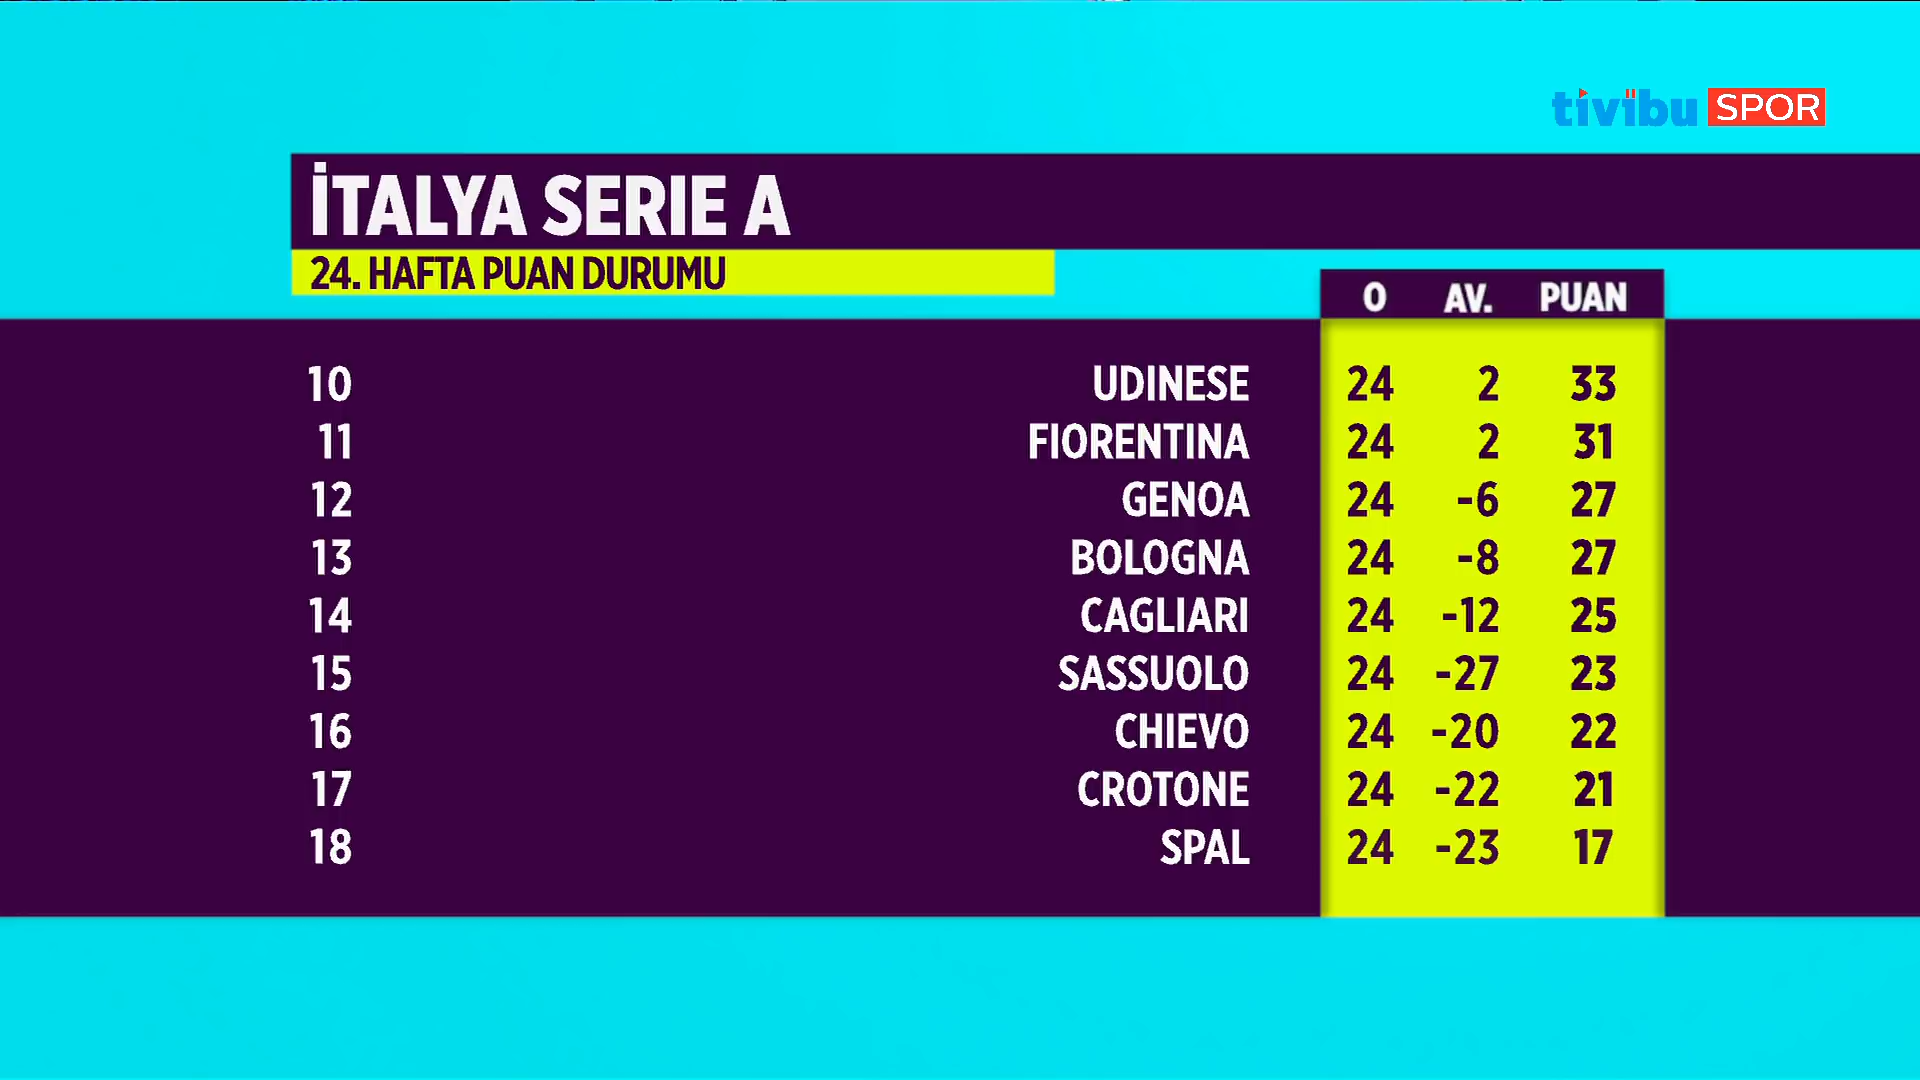 tivibu SPOR
İTALYA SERIE A
24. HAFTA PUAN DURUMU
O AV. PUAN
10 UDINESE 24 2 33
11 FIORENTINA 24 2 31
12 GENOA 24 -6 27
13 BOLOGNA 24 -8 27
14 CAGLIARI 24 -12 25
15 SASSUOLO 24 -27 23
16 CHIEVO 24 -20 22
17 CROTONE 24 -22 21
18 SPAL 24 -23 17